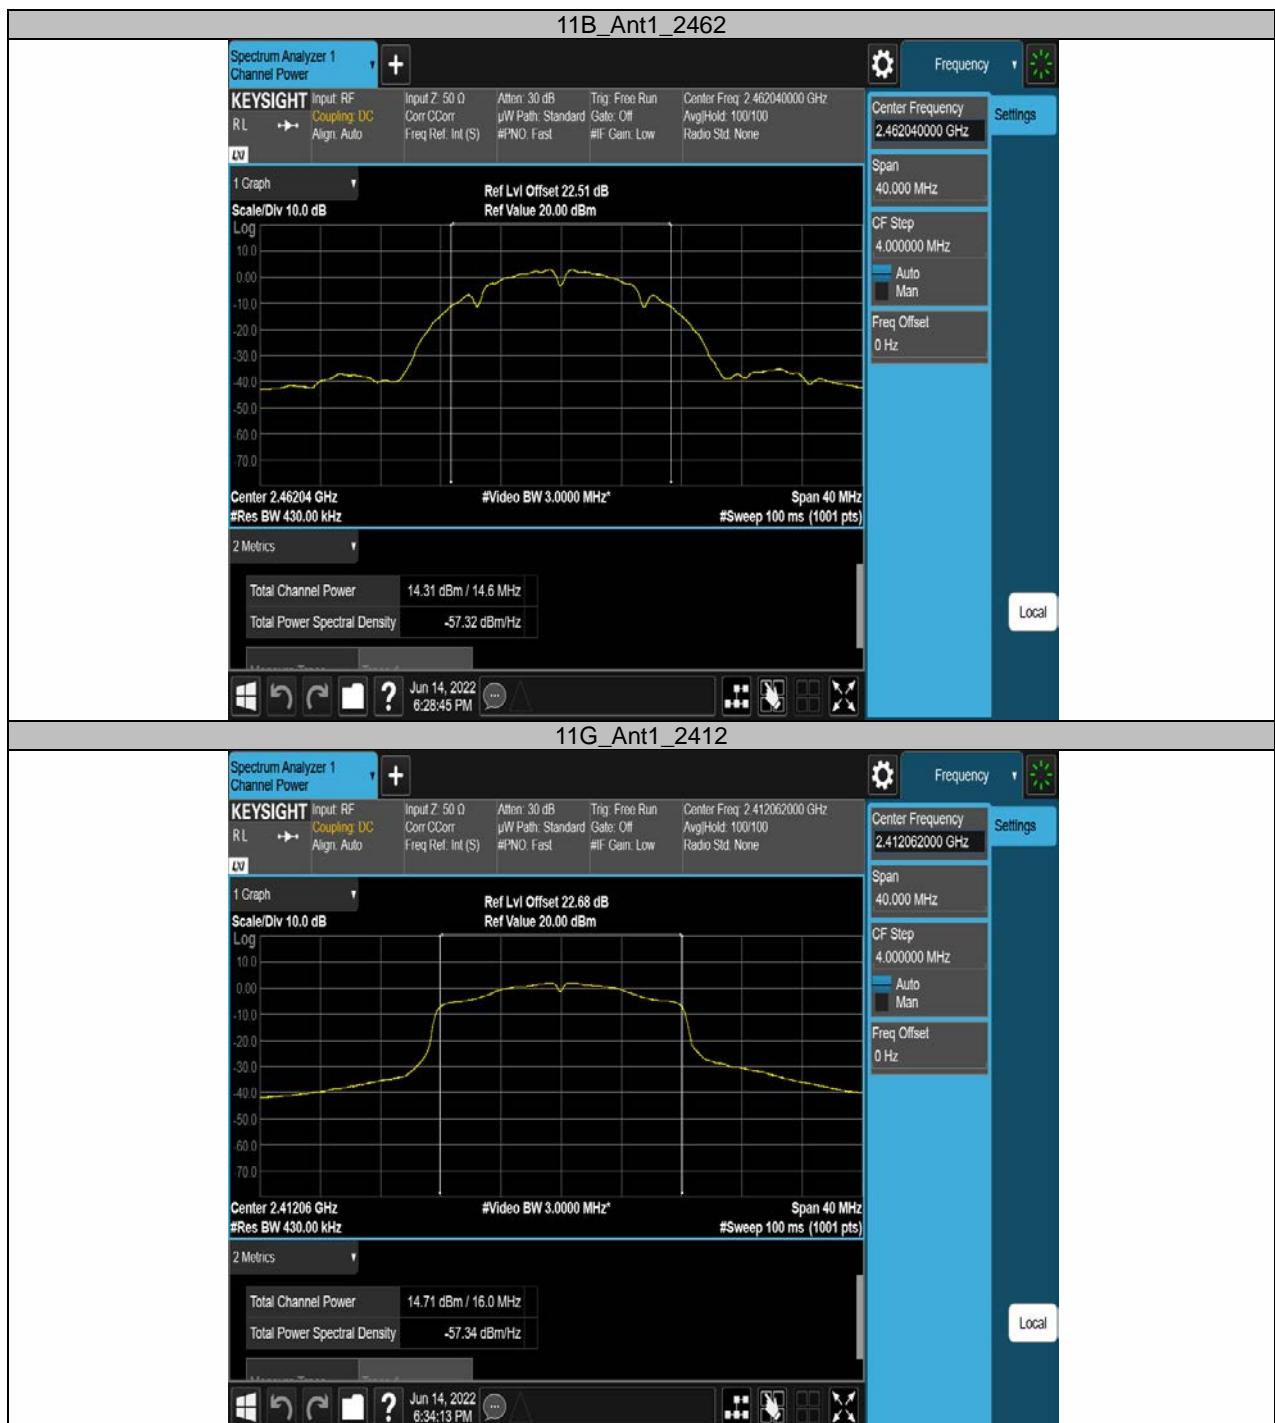 11B_Ant1_2462
Spectrum Analyzer 1
Channel Power
Frequency
KEYSIGHT
RL
LXI
Input: RF
Coupling: DC
Align: Auto
Input Z: 50 Ω
Corr CCorr
Freq Ref: Int (S)
Atten: 30 dB
µW Path: Standard
#PNO: Fast
Trig: Free Run
Gate: Off
#IF Gain: Low
Center Freq: 2.462040000 GHz
Avg|Hold: 100/100
Radio Std: None
Center Frequency
2.462040000 GHz
Settings
Span
40.000 MHz
CF Step
4.000000 MHz
Auto
Man
Freq Offset
0 Hz
Local
1 Graph
Scale/Div 10.0 dB
Ref Lvl Offset 22.51 dB
Ref Value 20.00 dBm
Log
10.0
0.00
-10.0
-20.0
-30.0
-40.0
-50.0
-60.0
-70.0
Center 2.46204 GHz
#Video BW 3.0000 MHz*
Span 40 MHz
#Res BW 430.00 kHz
#Sweep 100 ms (1001 pts)
2 Metrics
Total Channel Power 14.31 dBm / 14.6 MHz
Total Power Spectral Density -57.32 dBm/Hz
?
Jun 14, 2022
6:28:45 PM
11G_Ant1_2412
Spectrum Analyzer 1
Channel Power
Frequency
KEYSIGHT
RL
LXI
Input: RF
Coupling: DC
Align: Auto
Input Z: 50 Ω
Corr CCorr
Freq Ref: Int (S)
Atten: 30 dB
µW Path: Standard
#PNO: Fast
Trig: Free Run
Gate: Off
#IF Gain: Low
Center Freq: 2.412062000 GHz
Avg|Hold: 100/100
Radio Std: None
Center Frequency
2.412062000 GHz
Settings
Span
40.000 MHz
CF Step
4.000000 MHz
Auto
Man
Freq Offset
0 Hz
Local
1 Graph
Scale/Div 10.0 dB
Ref Lvl Offset 22.68 dB
Ref Value 20.00 dBm
Log
10.0
0.00
-10.0
-20.0
-30.0
-40.0
-50.0
-60.0
-70.0
Center 2.41206 GHz
#Video BW 3.0000 MHz*
Span 40 MHz
#Res BW 430.00 kHz
#Sweep 100 ms (1001 pts)
2 Metrics
Total Channel Power 14.71 dBm / 16.0 MHz
Total Power Spectral Density -57.34 dBm/Hz
?
Jun 14, 2022
6:34:13 PM